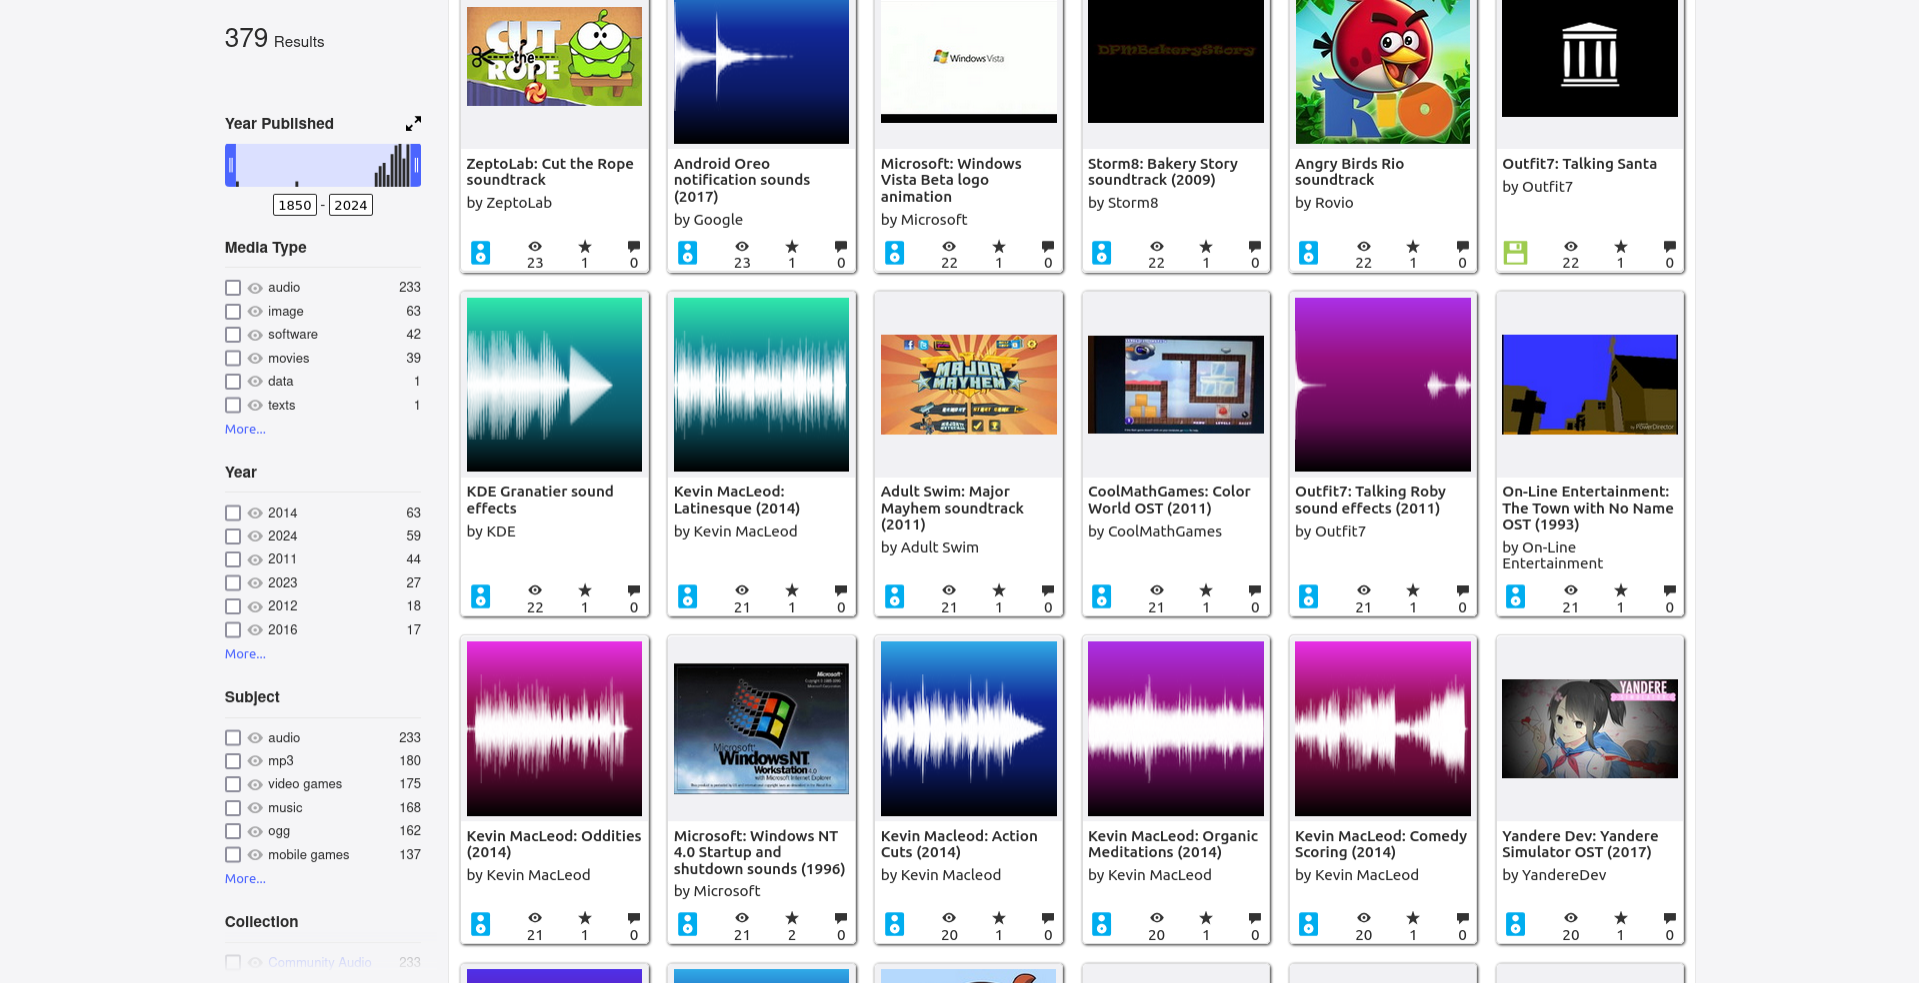 379 Results
Year Published
1850 - 2024
Media Type
audio 233
image 63
software 42
movies 39
data 1
texts 1
More...
Year
2014 63
2024 59
2011 44
2023 27
2012 18
2016 17
More...
Subject
audio 233
mp3 180
video games 175
music 168
ogg 162
mobile games 137
More...
Collection
Community Audio 233
CUT
the
ROPE
ZeptoLab: Cut the Rope
soundtrack
by ZeptoLab
23 1 0
Android Oreo
notification sounds
(2017)
by Google
23 1 0
Windows Vista
Microsoft: Windows
Vista Beta logo
animation
by Microsoft
22 1 0
DPMBakeryStory
Storm8: Bakery Story
soundtrack (2009)
by Storm8
22 1 0
RIO
Angry Birds Rio
soundtrack
by Rovio
22 1 0
Outfit7: Talking Santa
by Outfit7
22 1 0
KDE Granatier sound
effects
by KDE
22 1 0
Kevin MacLeod:
Latinesque (2014)
by Kevin MacLeod
21 1 0
MAJOR
MAYHEM
Adult Swim: Major
Mayhem soundtrack
(2011)
by Adult Swim
21 1 0
CoolMathGames: Color
World OST (2011)
by CoolMathGames
21 1 0
Outfit7: Talking Roby
sound effects (2011)
by Outfit7
21 1 0
by PowerDirector
On-Line Entertainment:
The Town with No Name
OST (1993)
by On-Line
Entertainment
21 1 0
Kevin MacLeod: Oddities
(2014)
by Kevin MacLeod
21 1 0
Microsoft
Microsoft
Windows NT
Workstation 4.0
with Microsoft Internet Explorer
Microsoft: Windows NT
4.0 Startup and
shutdown sounds (1996)
by Microsoft
21 2 0
Kevin Macleod: Action
Cuts (2014)
by Kevin Macleod
20 1 0
Kevin MacLeod: Organic
Meditations (2014)
by Kevin MacLeod
20 1 0
Kevin MacLeod: Comedy
Scoring (2014)
by Kevin MacLeod
20 1 0
YANDERE
Yandere Dev: Yandere
Simulator OST (2017)
by YandereDev
20 1 0